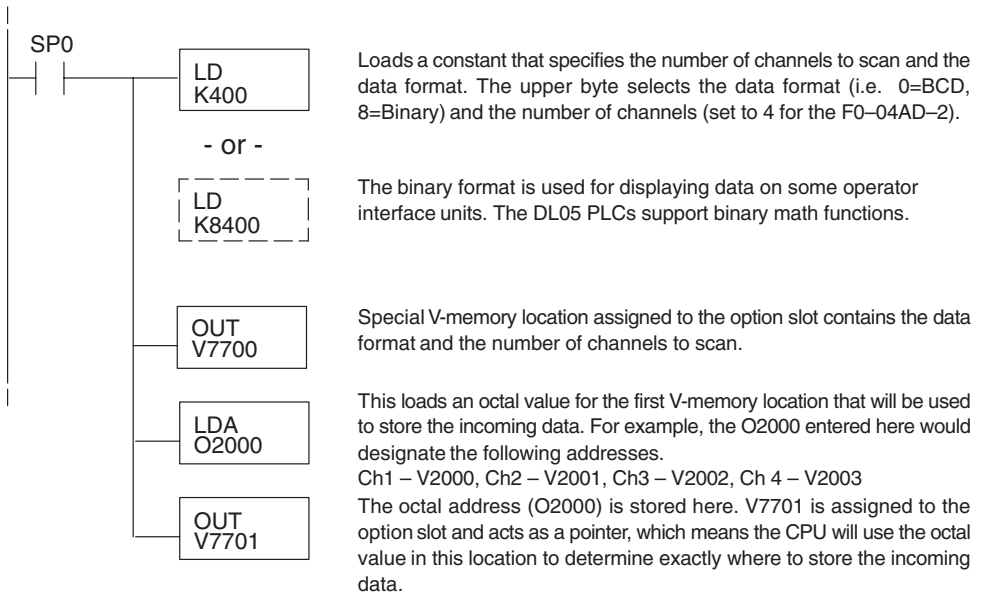 SP0
LD
K400
Loads a constant that specifies the number of channels to scan and the
data format. The upper byte selects the data format (i.e. 0=BCD,
8=Binary) and the number of channels (set to 4 for the F0–04AD–2).
- or -
LD
K8400
The binary format is used for displaying data on some operator
interface units. The DL05 PLCs support binary math functions.
OUT
V7700
Special V-memory location assigned to the option slot contains the data
format and the number of channels to scan.
LDA
O2000
This loads an octal value for the first V-memory location that will be used
to store the incoming data. For example, the O2000 entered here would
designate the following addresses.
Ch1 – V2000, Ch2 – V2001, Ch3 – V2002, Ch 4 – V2003
OUT
V7701
The octal address (O2000) is stored here. V7701 is assigned to the
option slot and acts as a pointer, which means the CPU will use the octal
value in this location to determine exactly where to store the incoming
data.